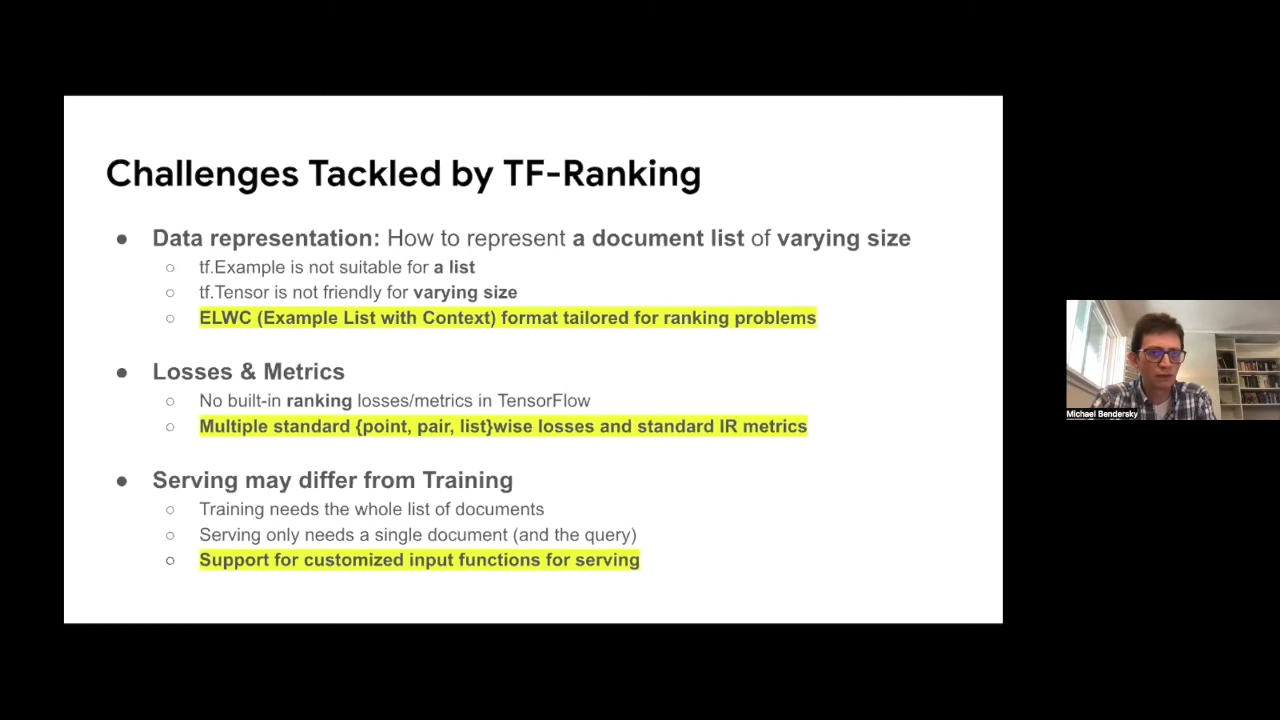 Challenges Tackled by TF-Ranking
● Data representation: How to represent a document list of varying size
○ tf.Example is not suitable for a list
○ tf.Tensor is not friendly for varying size
○ ELWC (Example List with Context) format tailored for ranking problems
● Losses & Metrics
○ No built-in ranking losses/metrics in TensorFlow
○ Multiple standard {point, pair, list}wise losses and standard IR metrics
● Serving may differ from Training
○ Training needs the whole list of documents
○ Serving only needs a single document (and the query)
○ Support for customized input functions for serving
Michael Bendersky